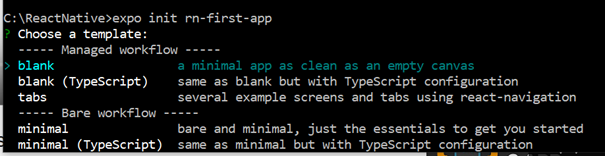 C:\ReactNative>expo init rn-first-app
? Choose a template:
----- Managed workflow -----
> blank a minimal app as clean as an empty canvas
blank (TypeScript) same as blank but with TypeScript configuration
tabs several example screens and tabs using react-navigation
----- Bare workflow -----
minimal bare and minimal, just the essentials to get you started
minimal (TypeScript) same as minimal but with TypeScript configuration